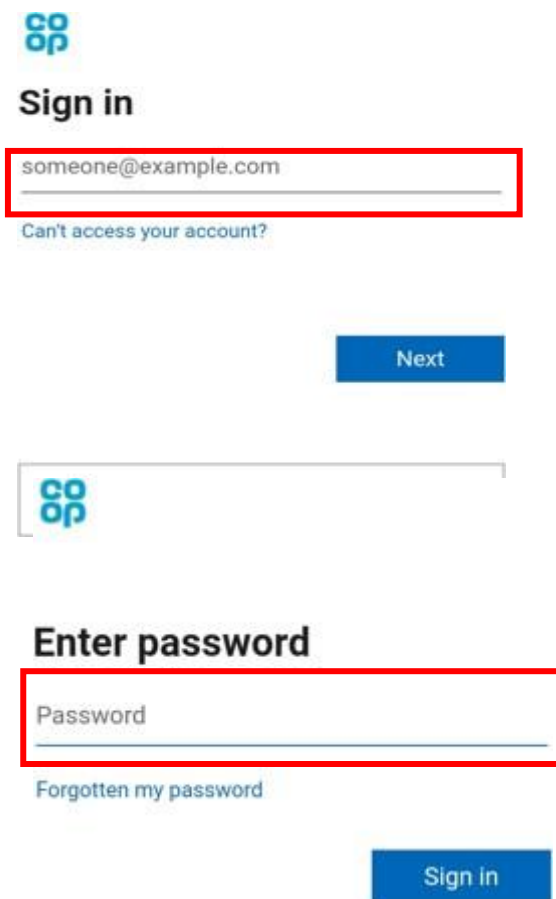 co
op
Sign in
someone@example.com
Can't access your account?
Next
co
op
Enter password
Password
Forgotten my password
Sign in